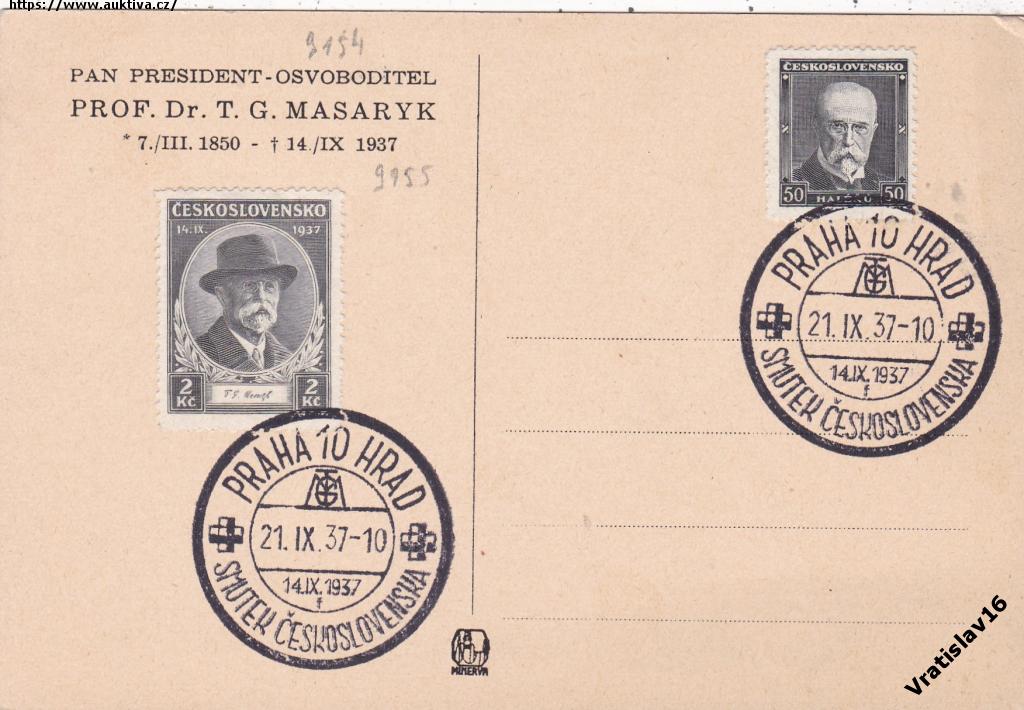 https://www.auktiva.cz/
9154
PAN PRESIDENT-OSVOBODITEL
PROF. Dr. T. G. MASARYK
* 7./III. 1850 - † 14./IX 1937
9155
ČESKOSLOVENSKO
14.IX. 1937
2 Kč 2 Kč
PRAHA 10 HRAD
21. IX. 37-10
14.IX.1937
f
SMUTEK ČESKOSLOVENSKA
MINERVA
ČESKOSLOVENSKO
50 HALÉŘŮ 50
PRAHA 10 HRAD
21. IX. 37-10
14.IX.1937
f
SMUTEK ČESKOSLOVENSKA
Vratislav16